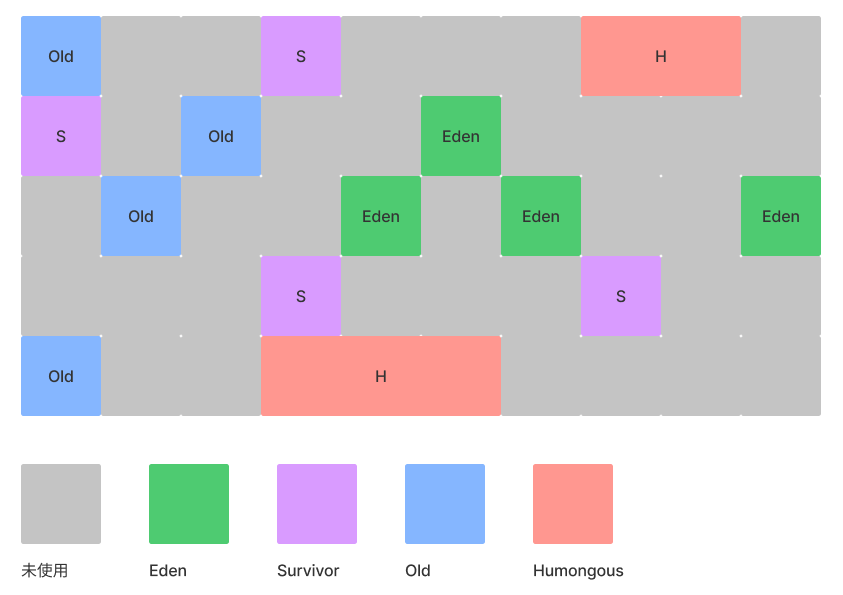 Old S H
S Old Eden
Old Eden Eden Eden
S S
Old H
未使用 Eden Survivor Old Humongous